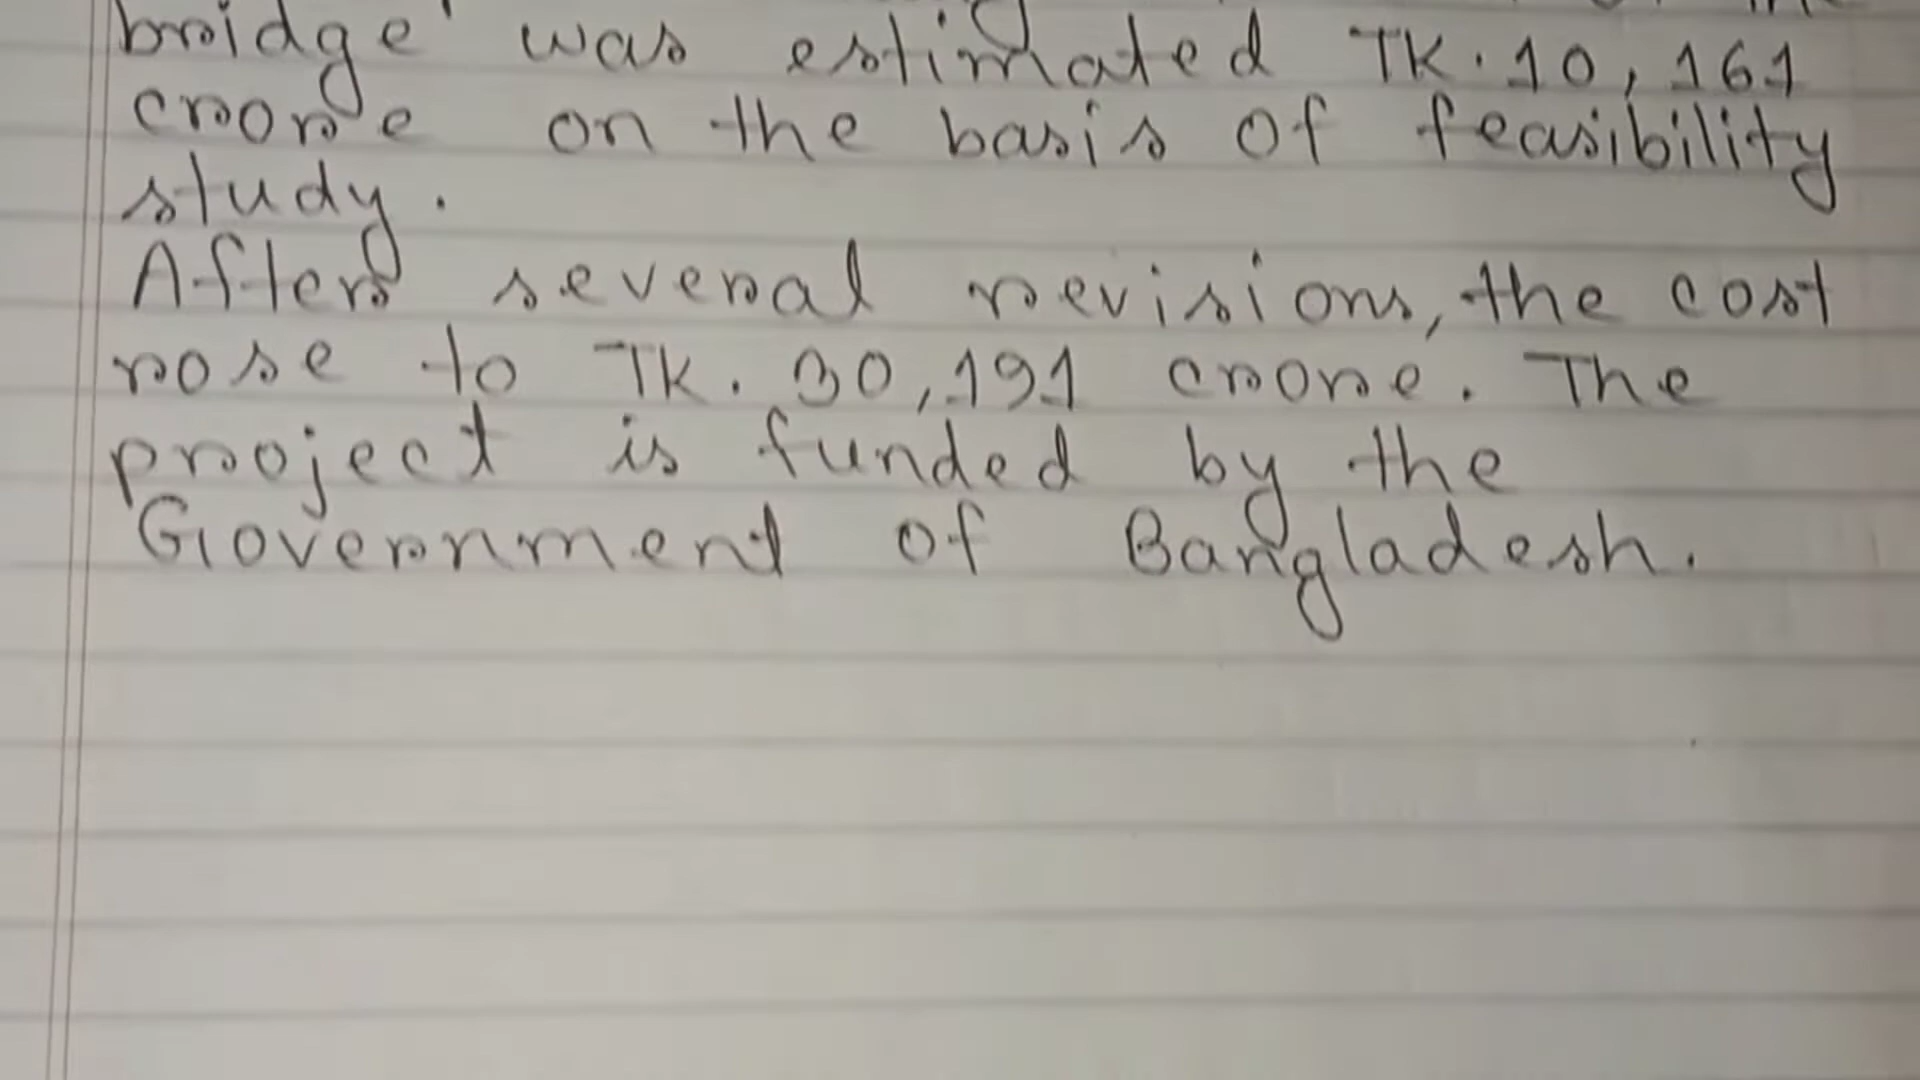 bridge' was estimated TK. 10,161
crore on the basis of feasibility
study.
After several revisions, the cost
rose to TK. 30,191 crore. The
project is funded by the
Government of Bangladesh.